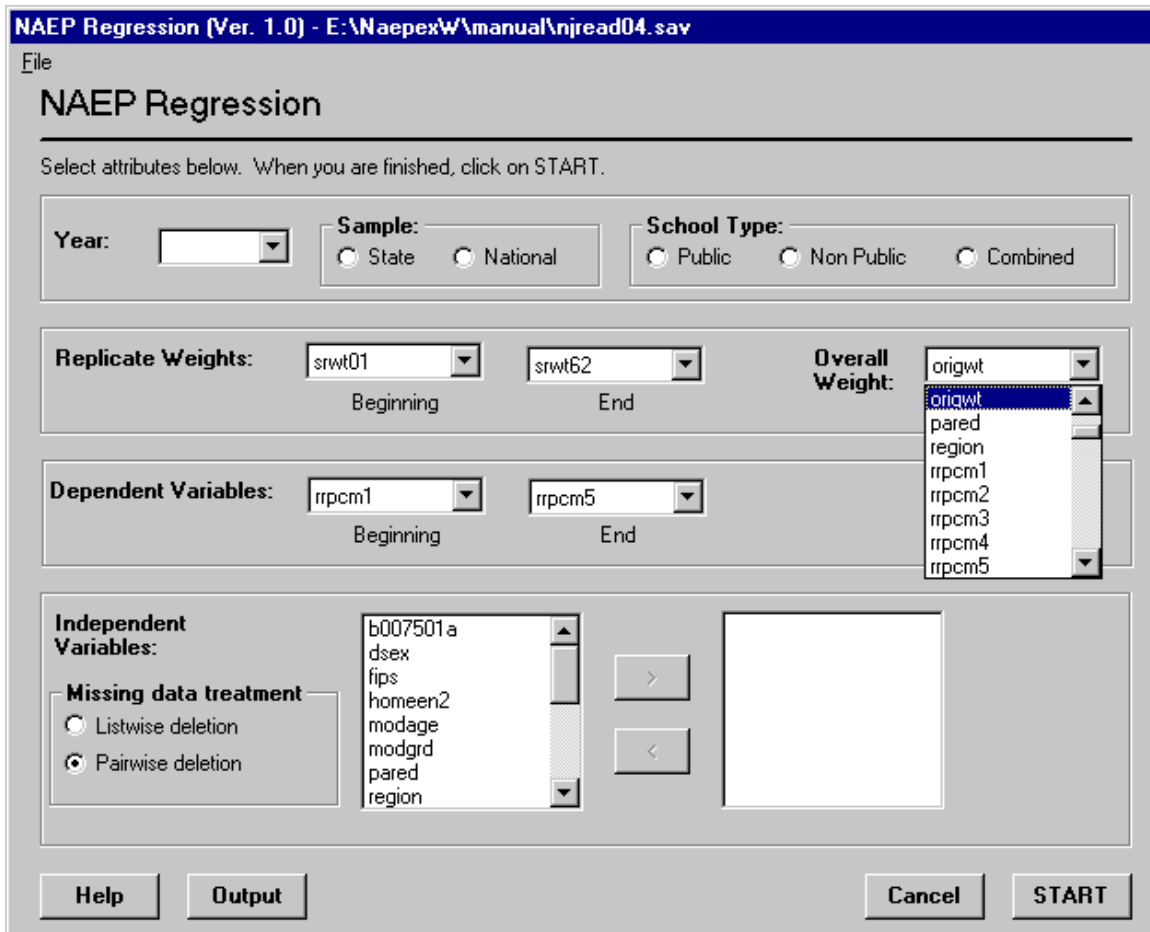 NAEP Regression (Ver. 1.0) - E:\NaepexW\manual\njread04.sav
File
NAEP Regression
Select attributes below. When you are finished, click on START.
Year:
Sample:
State
National
School Type:
Public
Non Public
Combined
Replicate Weights:
srwt01
Beginning
srwt62
End
Overall
Weight:
origwt
origwt
pared
region
rrpcm1
rrpcm2
rrpcm3
rrpcm4
rrpcm5
Dependent Variables:
rrpcm1
Beginning
rrpcm5
End
Independent
Variables:
Missing data treatment
Listwise deletion
Pairwise deletion
b007501a
dsex
fips
homeen2
modage
modgrd
pared
region
>
<
Help
Output
Cancel
START